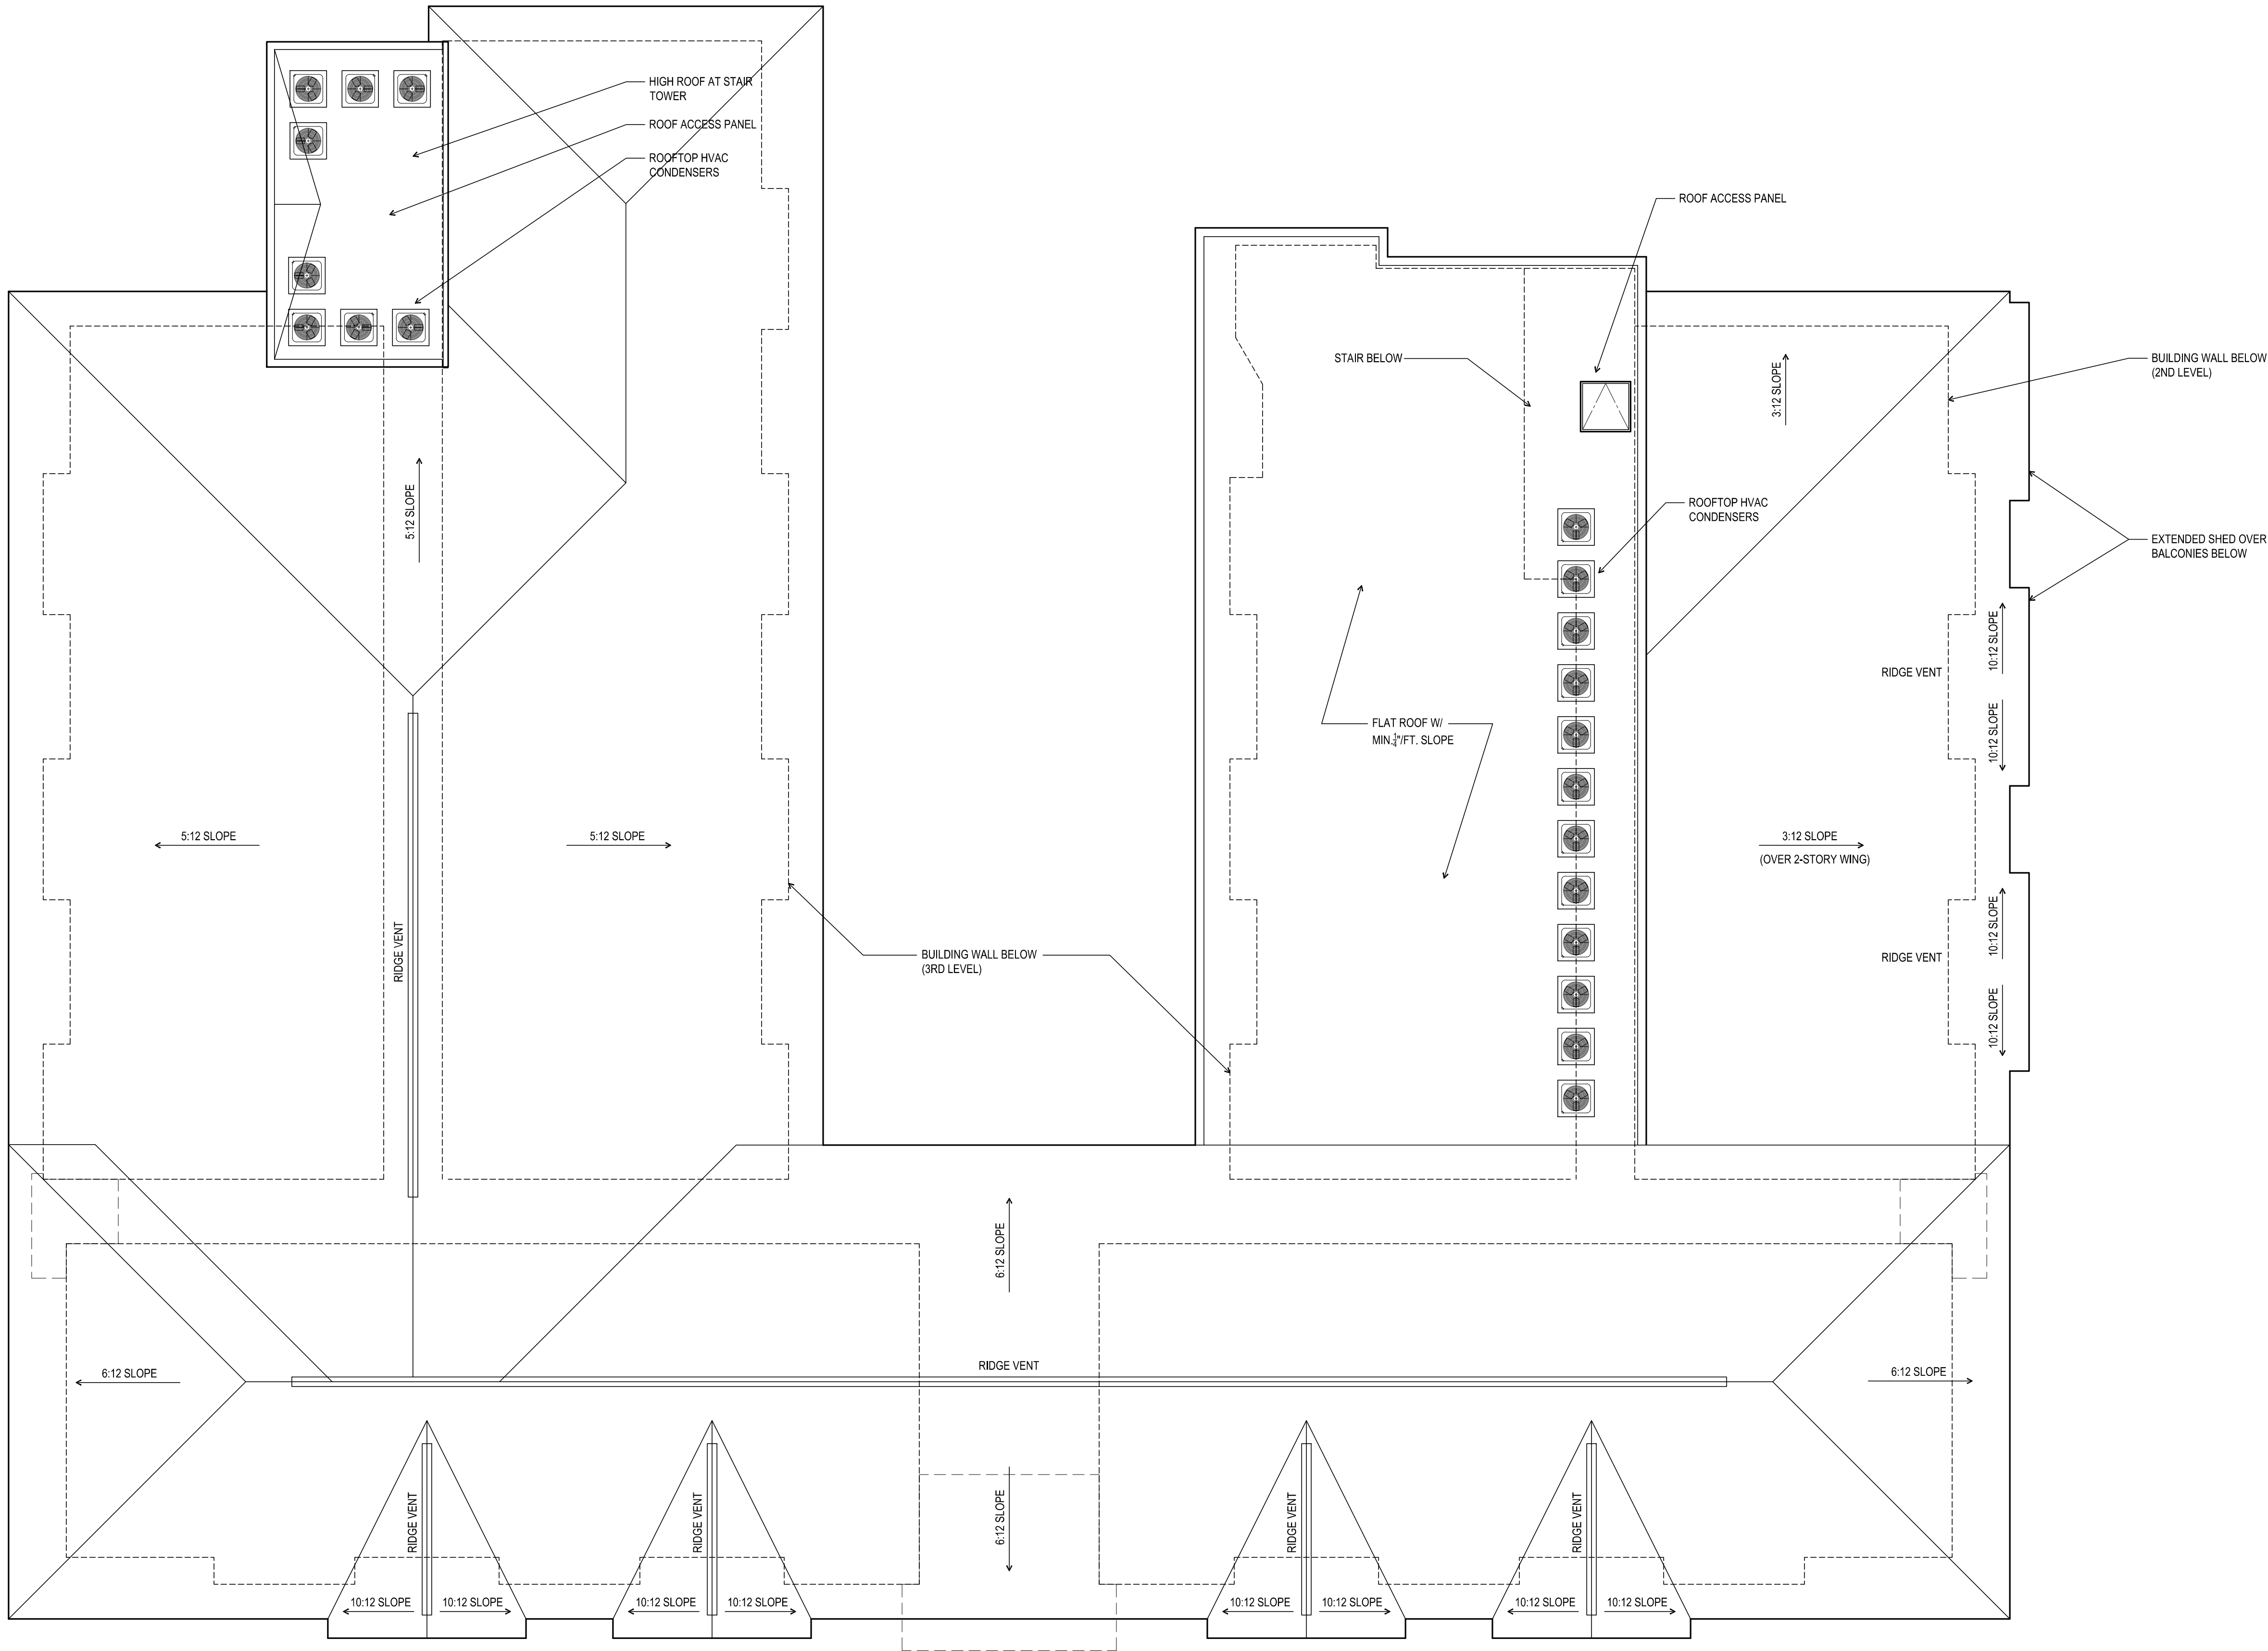 HIGH ROOF AT STAIR
TOWER
ROOF ACCESS PANEL
ROOFTOP HVAC
CONDENSERS
ROOF ACCESS PANEL
STAIR BELOW
3:12 SLOPE
BUILDING WALL BELOW
(2ND LEVEL)
5:12 SLOPE
ROOFTOP HVAC
CONDENSERS
EXTENDED SHED OVER
BALCONIES BELOW
10:12 SLOPE
RIDGE VENT
10:12 SLOPE
FLAT ROOF W/
MIN. 1/4"/FT. SLOPE
5:12 SLOPE
5:12 SLOPE
3:12 SLOPE
(OVER 2-STORY WING)
RIDGE VENT
10:12 SLOPE
RIDGE VENT
10:12 SLOPE
BUILDING WALL BELOW
(3RD LEVEL)
6:12 SLOPE
RIDGE VENT
6:12 SLOPE
6:12 SLOPE
RIDGE VENT
RIDGE VENT
6:12 SLOPE
RIDGE VENT
RIDGE VENT
10:12 SLOPE
10:12 SLOPE
10:12 SLOPE
10:12 SLOPE
10:12 SLOPE
10:12 SLOPE
10:12 SLOPE
10:12 SLOPE